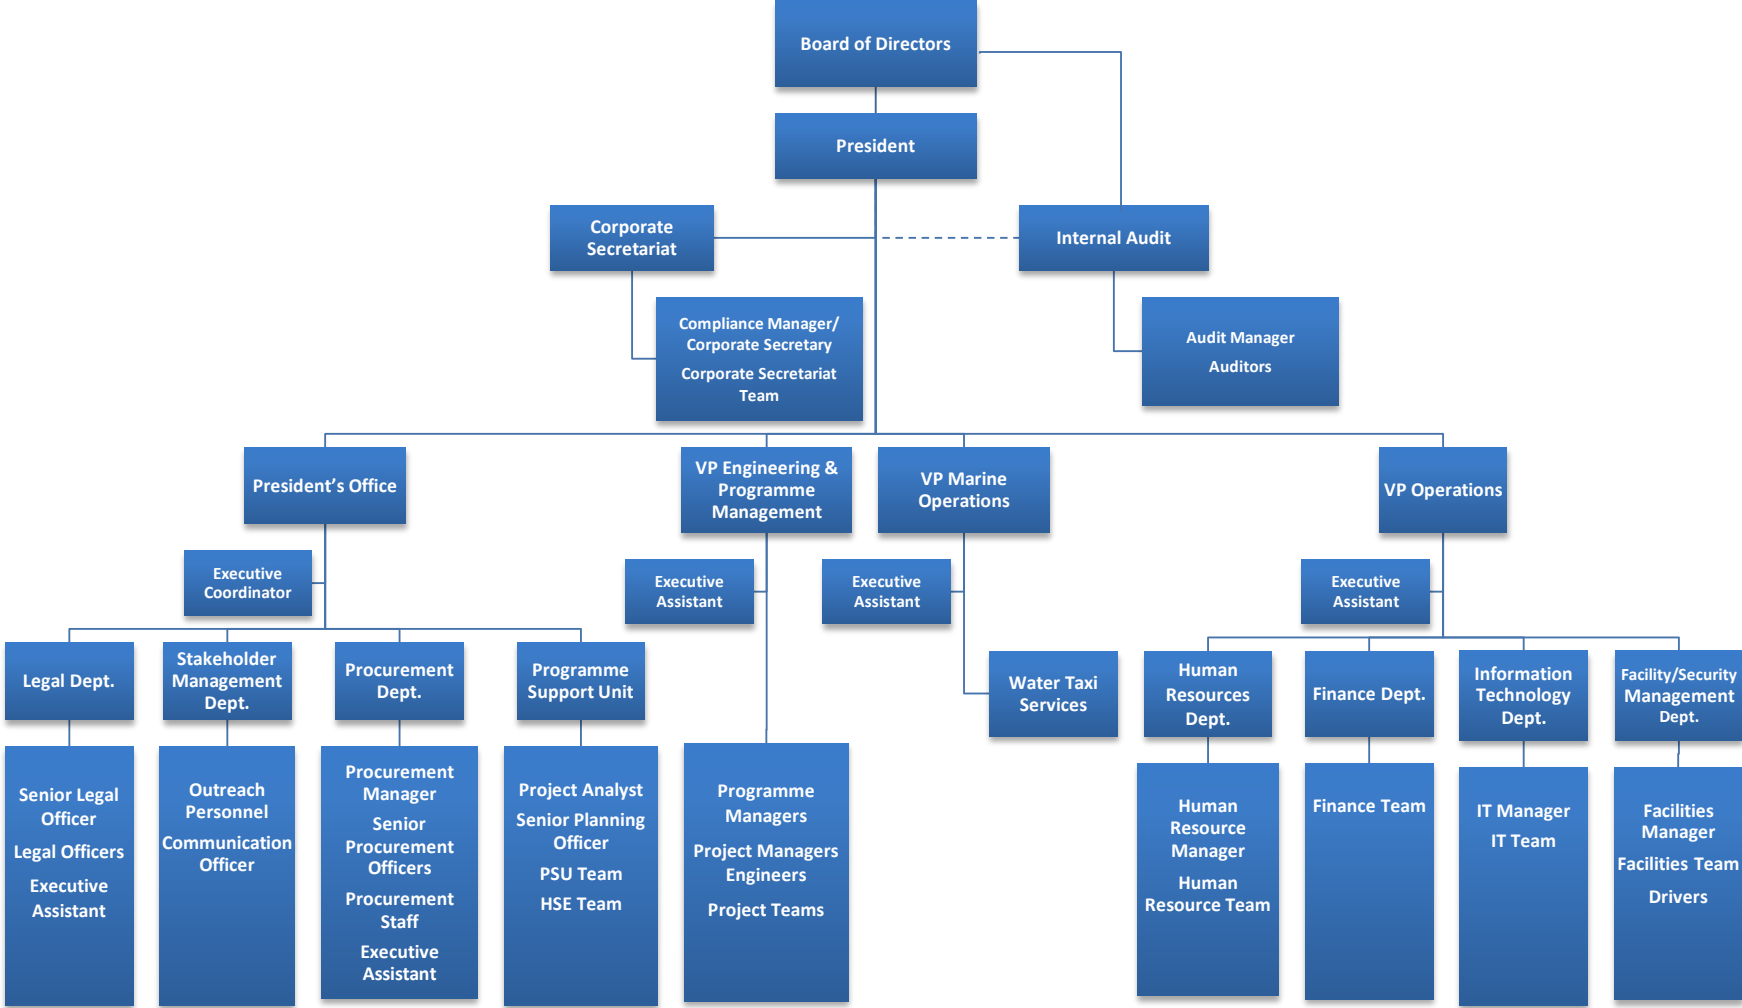 Board of Directors
President
Corporate
Secretariat
Internal Audit
Compliance Manager/
Corporate Secretary
Corporate Secretariat
Team
Audit Manager
Auditors
President's Office
VP Engineering &
Programme
Management
VP Marine
Operations
VP Operations
Executive
Coordinator
Executive
Assistant
Executive
Assistant
Executive
Assistant
Legal Dept.
Stakeholder
Management
Dept.
Procurement
Dept.
Programme
Support Unit
Water Taxi
Services
Human
Resources
Dept.
Finance Dept.
Information
Technology
Dept.
Facility/Security
Management
Dept.
Senior Legal
Officer
Legal Officers
Executive
Assistant
Outreach
Personnel
Communication
Officer
Procurement
Manager
Senior
Procurement
Officers
Procurement
Staff
Executive
Assistant
Project Analyst
Senior Planning
Officer
PSU Team
HSE Team
Programme
Managers
Project Managers
Engineers
Project Teams
Human
Resource
Manager
Human
Resource Team
Finance Team
IT Manager
IT Team
Facilities
Manager
Facilities Team
Drivers